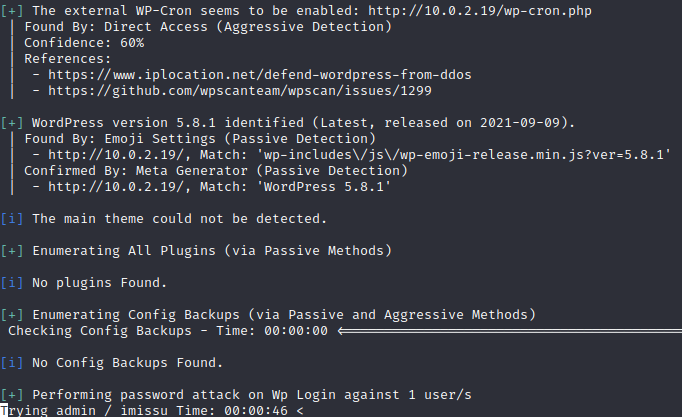 [+] The external WP-Cron seems to be enabled: http://10.0.2.19/wp-cron.php
| Found By: Direct Access (Aggressive Detection)
| Confidence: 60%
| References:
|  - https://www.iplocation.net/defend-wordpress-from-ddos
|  - https://github.com/wpscanteam/wpscan/issues/1299
[+] WordPress version 5.8.1 identified (Latest, released on 2021-09-09).
| Found By: Emoji Settings (Passive Detection)
|  - http://10.0.2.19/, Match: 'wp-includes\/js\/wp-emoji-release.min.js?ver=5.8.1'
| Confirmed By: Meta Generator (Passive Detection)
|  - http://10.0.2.19/, Match: 'WordPress 5.8.1'
[i] The main theme could not be detected.
[+] Enumerating All Plugins (via Passive Methods)
[i] No plugins Found.
[+] Enumerating Config Backups (via Passive and Aggressive Methods)
Checking Config Backups - Time: 00:00:00 <==========================================
[i] No Config Backups Found.
[+] Performing password attack on Wp Login against 1 user/s
Trying admin / imissu Time: 00:00:46 <